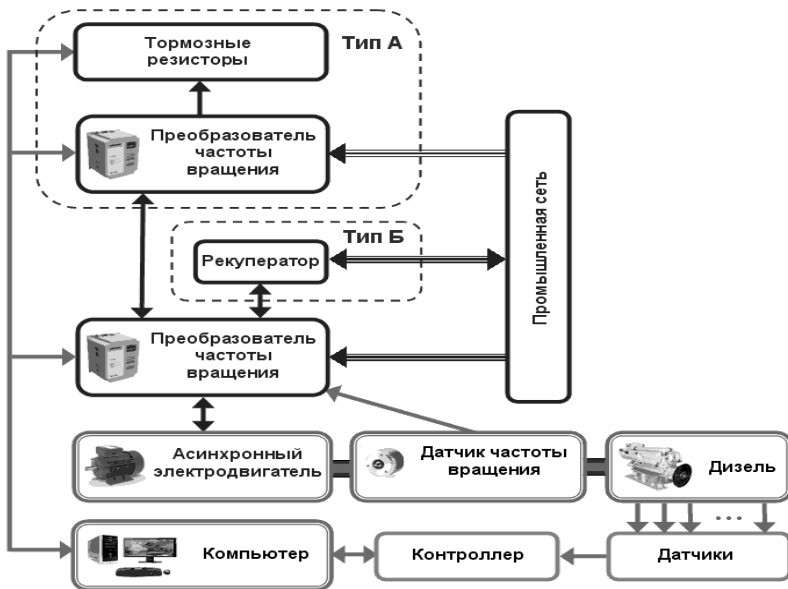 Тип А
Тормозные
резисторы
Преобразователь
частоты
вращения
Тип Б
Рекуператор
Промышленная сеть
Преобразователь
частоты
вращения
Асинхронный
электродвигатель
Датчик частоты
вращения
Дизель
...
Компьютер
Контроллер
Датчики